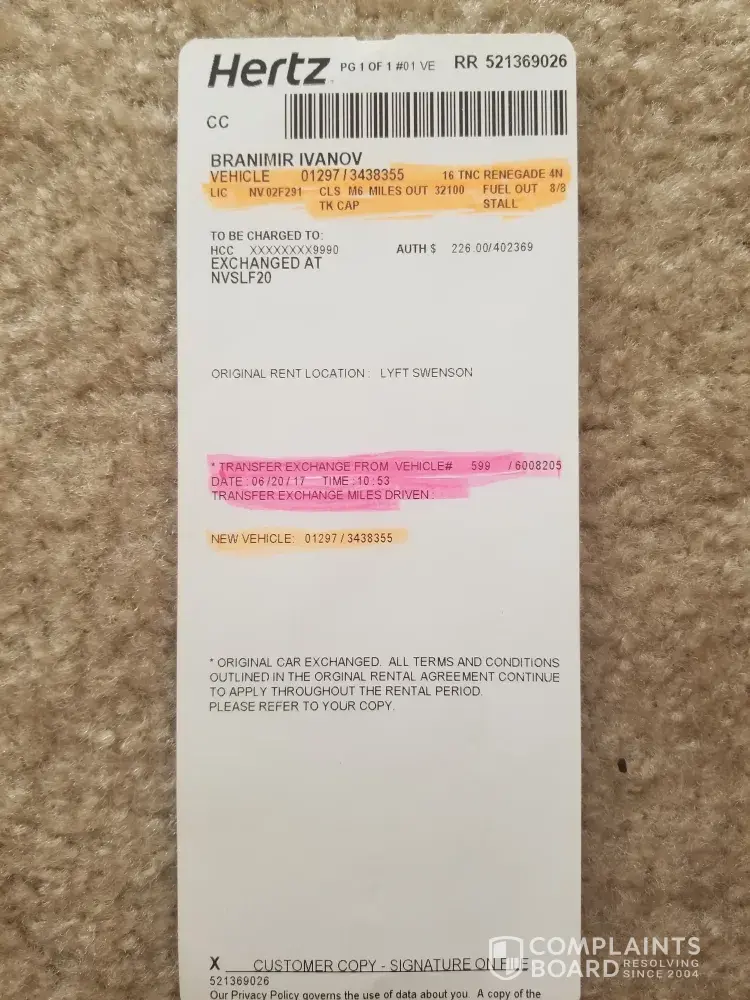 Hertz PG 1 OF 1 #01 VE RR 521369026
CC
BRANIMIR IVANOV
VEHICLE 01297 / 3438355 16 TNC RENEGADE 4N
LIC NV 02F291 CLS M6 MILES OUT 32100 FUEL OUT 8/8
TK CAP STALL
TO BE CHARGED TO:
HCC XXXXXXXX9990 AUTH $ 226.00/402369
EXCHANGED AT
NVSLF20
ORIGINAL RENT LOCATION : LYFT SWENSON
* TRANSFER EXCHANGE FROM VEHICLE# 599 / 6008205
DATE : 06/20/17 TIME : 10:53
TRANSFER EXCHANGE MILES DRIVEN :
NEW VEHICLE: 01297 / 3438355
* ORIGINAL CAR EXCHANGED. ALL TERMS AND CONDITIONS
OUTLINED IN THE ORGINAL RENTAL AGREEMENT CONTINUE
TO APPLY THROUGHOUT THE RENTAL PERIOD.
PLEASE REFER TO YOUR COPY.
X CUSTOMER COPY - SIGNATURE ON FILE
521369026
Our Privacy Policy governs the use of data about you. A copy of the
COMPLAINTS
BOARD RESOLVING SINCE 2004